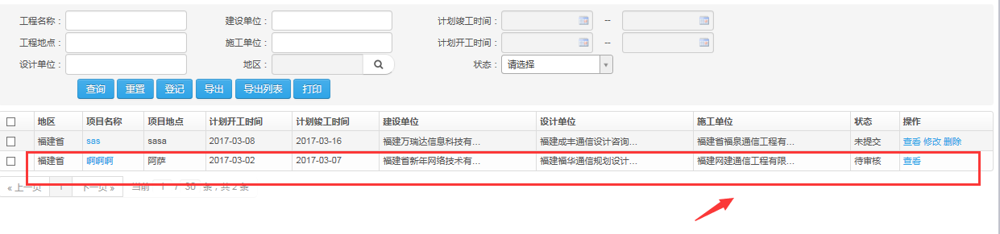 工程名称： 建设单位： 计划竣工时间： --
工程地点： 施工单位： 计划开工时间： --
设计单位： 地区： 状态： 请选择
查询 重置 登记 导出 导出列表 打印
地区 项目名称 项目地点 计划开工时间 计划竣工时间 建设单位 设计单位 施工单位 状态 操作
福建省 sas sasa 2017-03-08 2017-03-16 福建万瑞达信息科技有... 福建成丰通信设计咨询... 福建省福泉通信工程有... 未提交 查看 修改 删除
福建省 啊啊啊 阿萨 2017-03-02 2017-03-07 福建省新年网络技术有... 福建福华通信规划设计... 福建网建通信工程有限... 待审核 查看
« 上一页 1 下一页 » 当前 1 / 30 条，共 2 条